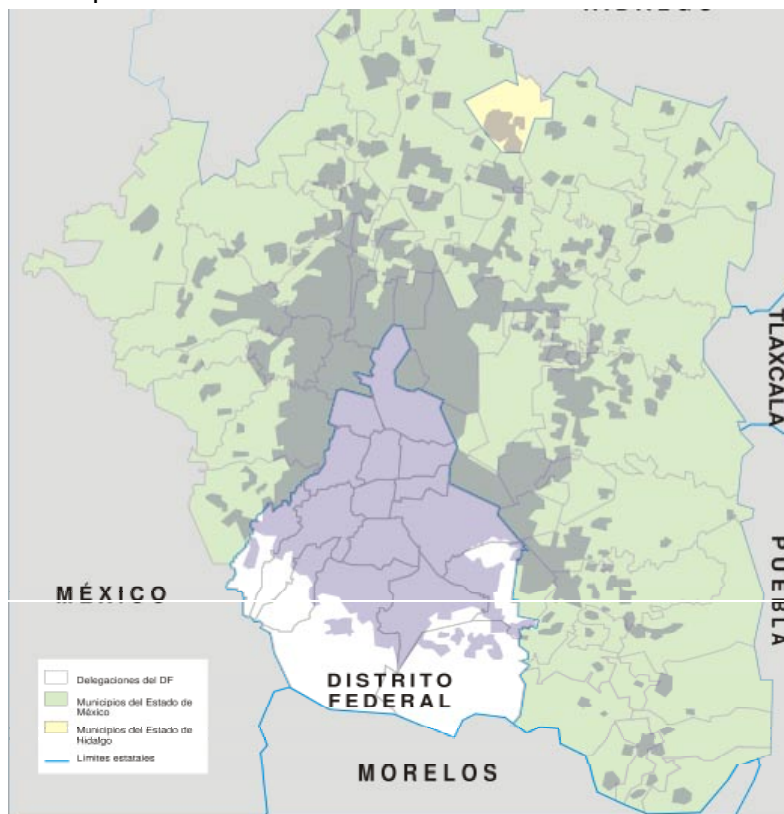 HIDALGO
TLAXCALA
PUEBLA
MÉXICO
DISTRITO
FEDERAL
MORELOS
Delegaciones del DF
Municipios del Estado de
México
Municipios del Estado de
Hidalgo
Límites estatales